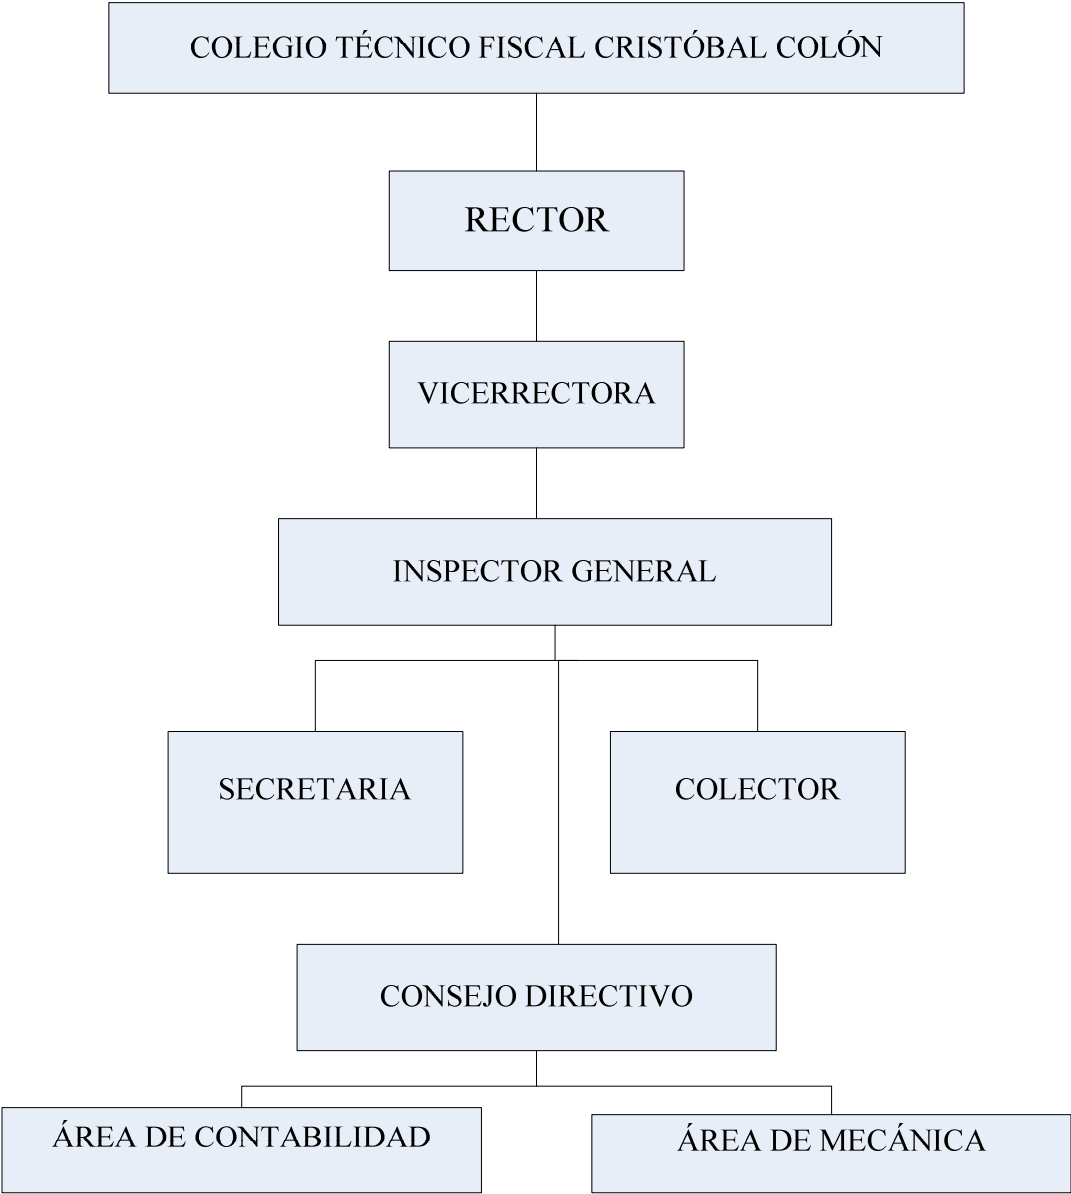 COLEGIO TÉCNICO FISCAL CRISTÓBAL COLÓN
RECTOR
VICERRECTORA
INSPECTOR GENERAL
SECRETARIA
COLECTOR
CONSEJO DIRECTIVO
ÁREA DE CONTABILIDAD
ÁREA DE MECÁNICA